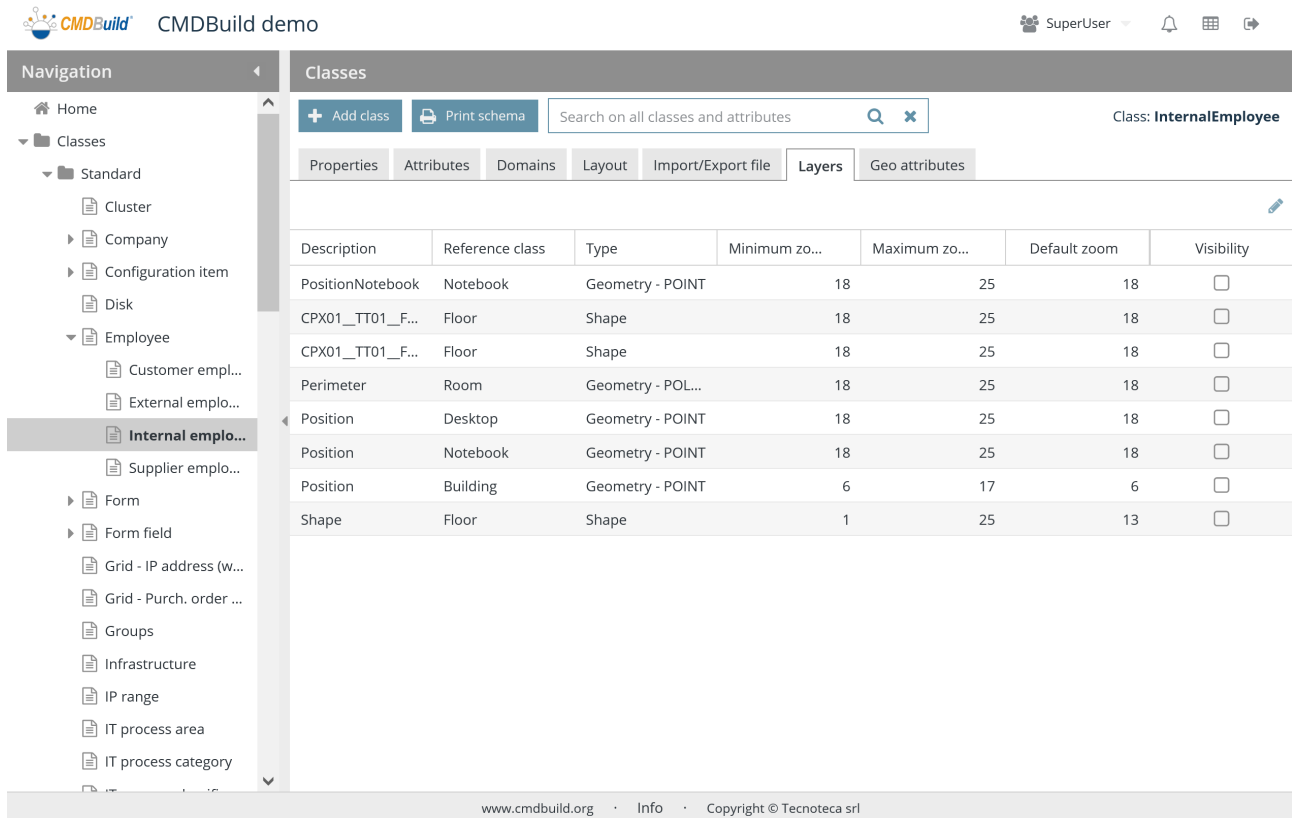 CMDBuild CMDBuild demo SuperUser
Navigation
Classes
Home
Classes
Standard
Cluster
Company
Configuration item
Disk
Employee
Customer empl...
External emplo...
Internal emplo...
Supplier emplo...
Form
Form field
Grid - IP address (w...
Grid - Purch. order ...
Groups
Infrastructure
IP range
IT process area
IT process category
Add class Print schema Search on all classes and attributes Class: InternalEmployee
Properties Attributes Domains Layout Import/Export file Layers Geo attributes
Description Reference class Type Minimum zo... Maximum zo... Default zoom Visibility
PositionNotebook Notebook Geometry - POINT 18 25 18
CPX01__TT01__F... Floor Shape 18 25 18
CPX01__TT01__F... Floor Shape 18 25 18
Perimeter Room Geometry - POL... 18 25 18
Position Desktop Geometry - POINT 18 25 18
Position Notebook Geometry - POINT 18 25 18
Position Building Geometry - POINT 6 17 6
Shape Floor Shape 1 25 13
www.cmdbuild.org · Info · Copyright © Tecnoteca srl